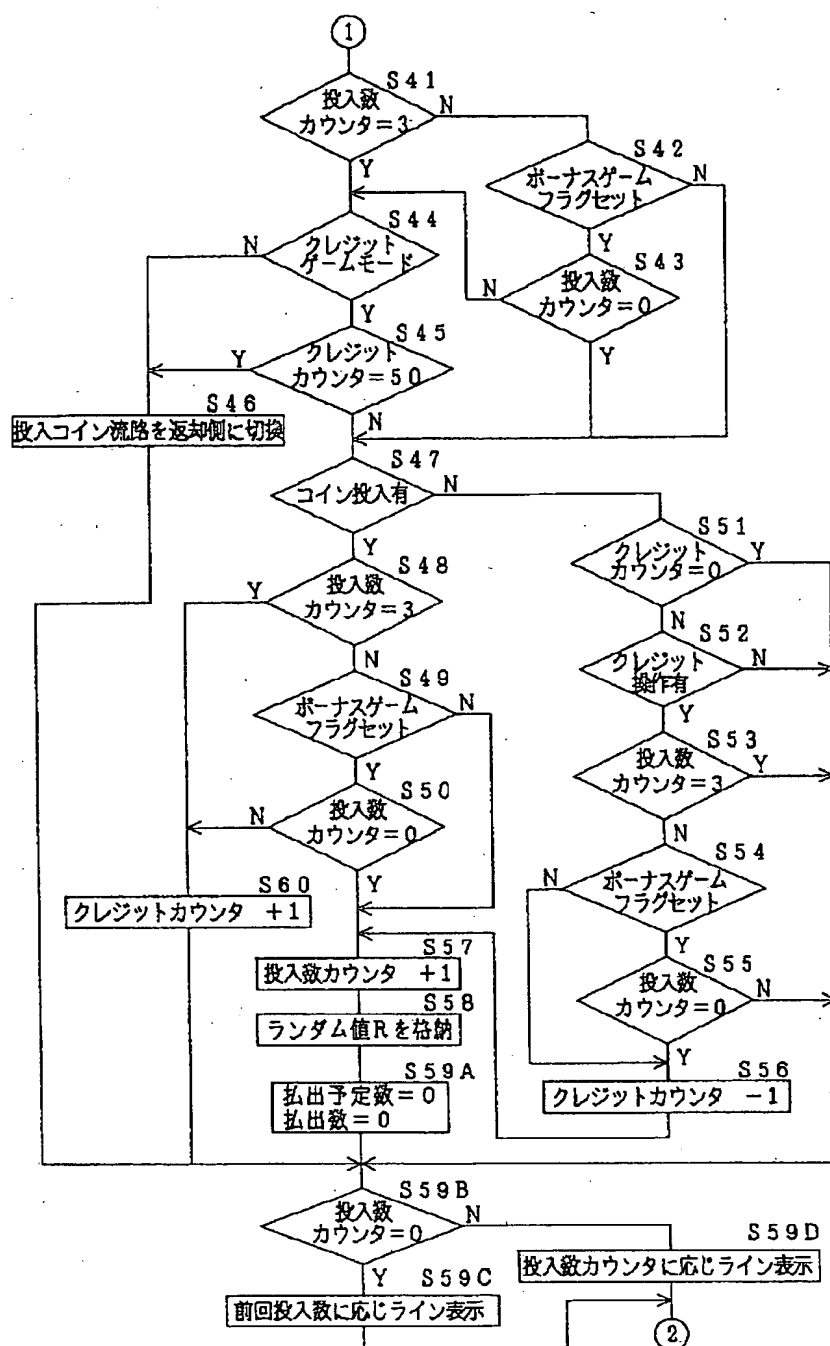 1
S41
投入数
カウンタ=3
N
Y
S42
ボーナスゲーム
フラグセット
N
Y
S43
投入数
カウンタ=0
N
Y
S44
クレジット
ゲームモード
N
Y
S45
クレジット
カウンタ=50
Y
N
S46
投入コイン流路を返却側に切換
S47
コイン投入有
N
Y
S48
投入数
カウンタ=3
Y
N
S49
ボーナスゲーム
フラグセット
N
Y
S50
投入数
カウンタ=0
N
Y
S51
クレジット
カウンタ=0
Y
N
S52
クレジット
操作有
N
Y
S53
投入数
カウンタ=3
Y
N
S54
ボーナスゲーム
フラグセット
N
Y
S55
投入数
カウンタ=0
N
Y
S56
クレジットカウンタ -1
S60
クレジットカウンタ +1
S57
投入数カウンタ +1
S58
ランダム値Rを格納
S59A
払出予定数=0
払出数=0
S59B
投入数
カウンタ=0
N
Y
S59C
前回投入数に応じライン表示
S59D
投入数カウンタに応じライン表示
2